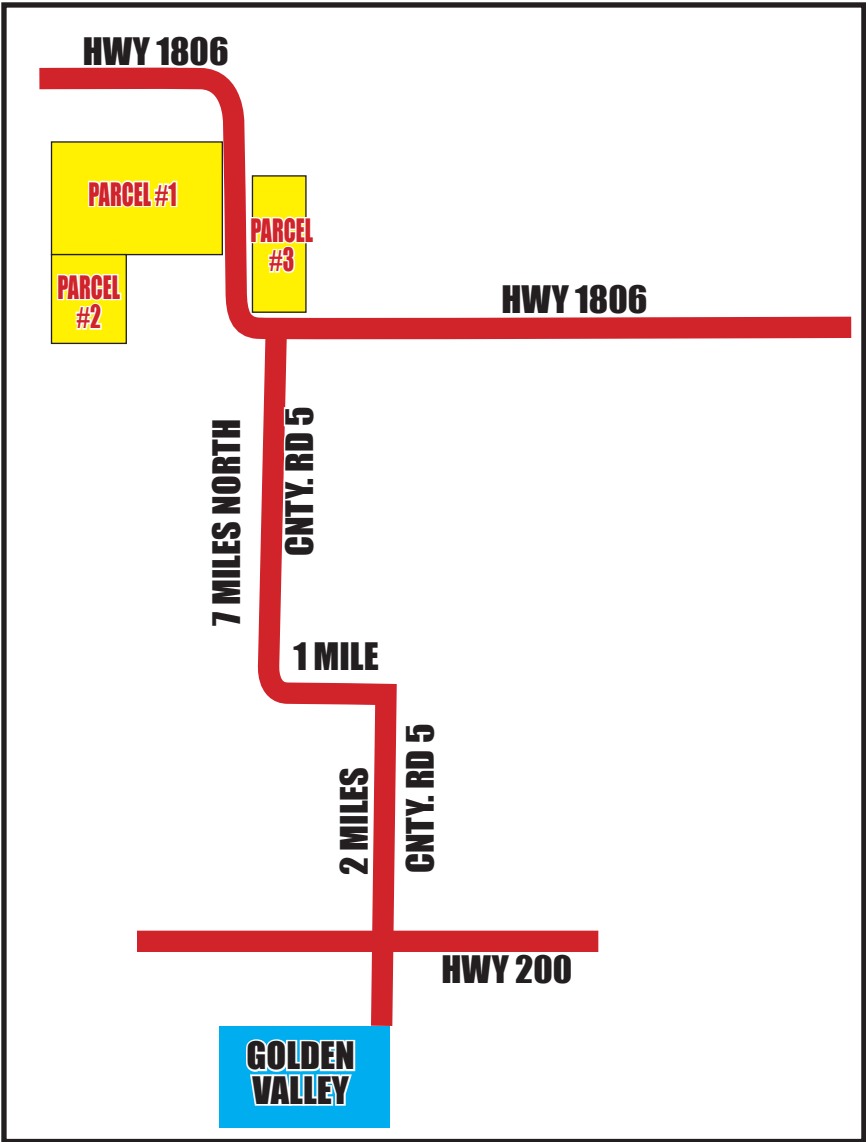 HWY 1806
PARCEL #1
PARCEL
#3
PARCEL
#2
HWY 1806
7 MILES NORTH
CNTY. RD 5
1 MILE
2 MILES
CNTY. RD 5
HWY 200
GOLDEN
VALLEY